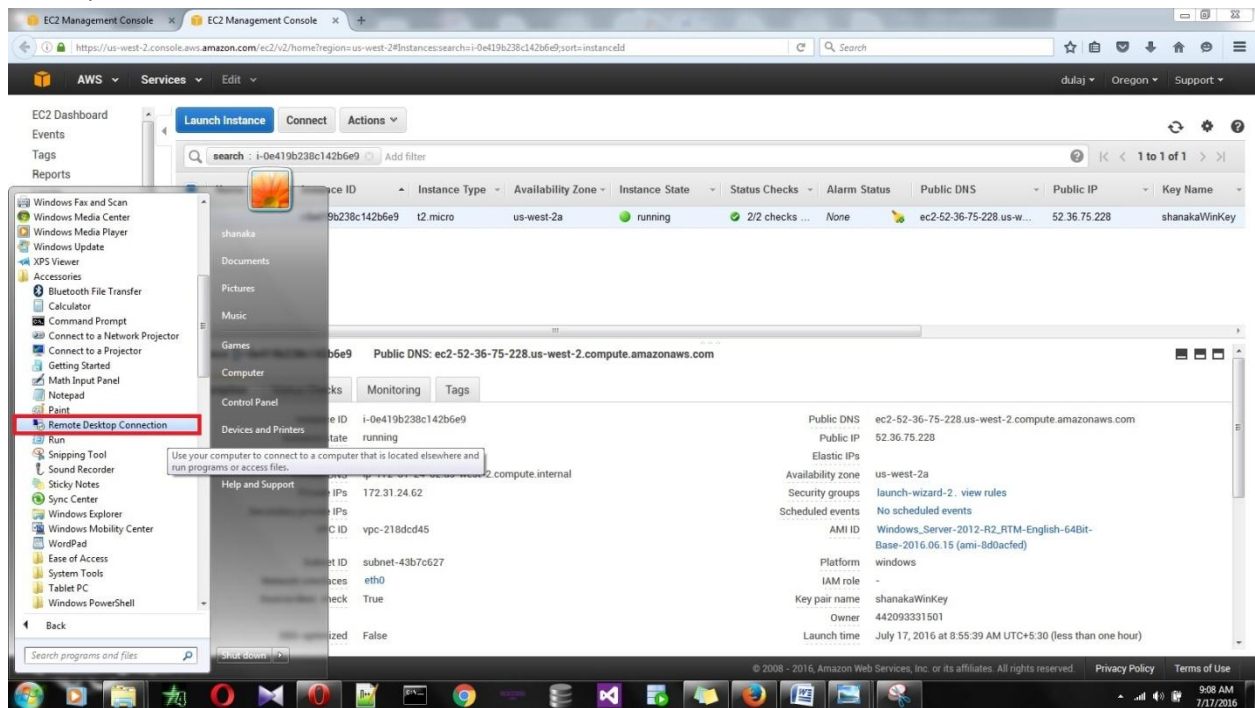 EC2 Management Console
EC2 Management Console
https://us-west-2.console.aws.amazon.com/ec2/v2/home?region=us-west-2#Instances:search=i-0e419b238c142b6e9;sort=instanceId
Search
AWS Services Edit dulaj Oregon Support
EC2 Dashboard
Events
Tags
Reports
Launch Instance Connect Actions
search : i-0e419b238c142b6e9 Add filter 1 to 1 of 1
nce ID Instance Type Availability Zone Instance State Status Checks Alarm Status Public DNS Public IP Key Name
9b238c142b6e9 t2.micro us-west-2a running 2/2 checks ... None ec2-52-36-75-228.us-w... 52.36.75.228 shanakaWinKey
Windows Fax and Scan
Windows Media Center
Windows Media Player
Windows Update
XPS Viewer
Accessories
Bluetooth File Transfer
Calculator
Command Prompt
Connect to a Network Projector
Connect to a Projector
Getting Started
Math Input Panel
Notepad
Paint
Remote Desktop Connection
Run
Snipping Tool
Sound Recorder
Sticky Notes
Sync Center
Windows Explorer
Windows Mobility Center
WordPad
Ease of Access
System Tools
Tablet PC
Windows PowerShell
Back
Search programs and files
shanaka
Documents
Pictures
Music
Games
Computer
Control Panel
Devices and Printers
Help and Support
Shut down
Use your computer to connect to a computer that is located elsewhere and
run programs or access files.
b6e9 Public DNS: ec2-52-36-75-228.us-west-2.compute.amazonaws.com
cks Monitoring Tags
e ID i-0e419b238c142b6e9
state running
2.compute.internal
IPs 172.31.24.62
IPs
C ID vpc-218dcd45
et ID subnet-43b7c627
aces eth0
heck True
ized False
Public DNS ec2-52-36-75-228.us-west-2.compute.amazonaws.com
Public IP 52.36.75.228
Elastic IPs
Availability zone us-west-2a
Security groups launch-wizard-2. view rules
Scheduled events No scheduled events
AMI ID Windows_Server-2012-R2_RTM-English-64Bit-
Base-2016.06.15 (ami-8d0acfed)
Platform windows
IAM role -
Key pair name shanakaWinKey
Owner 442093331501
Launch time July 17, 2016 at 8:55:39 AM UTC+5:30 (less than one hour)
© 2008 - 2016, Amazon Web Services, Inc. or its affiliates. All rights reserved. Privacy Policy Terms of Use
9:08 AM
7/17/2016